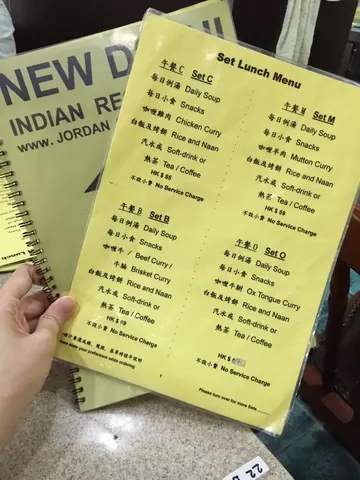 NEW D
INDIAN RE
WWW.JORDAN
Lunch
Set Lunch Menu
午餐 C Set C
每日例湯 Daily Soup
每日小食 Snacks
咖喱雞肉 Chicken Curry
白飯及烤餅 Rice and Naan
汽水或 Soft-drink or
熱茶 Tea / Coffee
HK$ 58
不設小費 No Service Charge
午餐 M Set M
每日例湯 Daily Soup
每日小食 Snacks
咖喱羊肉 Mutton Curry
白飯及烤餅 Rice and Naan
汽水或 Soft-drink or
熱茶 Tea / Coffee
HK$ 59
不設小費 No Service Charge
午餐 B Set B
每日例湯 Daily Soup
每日小食 Snacks
咖喱牛 / Beef Curry /
牛腩 Brisket Curry
白飯及烤餅 Rice and Naan
汽水或 Soft-drink or
熱茶 Tea / Coffee
HK$
不設小費 No Service Charge
午餐 O Set O
每日例湯 Daily Soup
每日小食 Snacks
咖喱牛脷 Ox Tongue Curry
白飯及烤餅 Rice and Naan
汽水或 Soft-drink or
熱茶 Tea / Coffee
HK$
不設小費 No Service Charge
your preference while ordering
Please turn over for more Sets
22